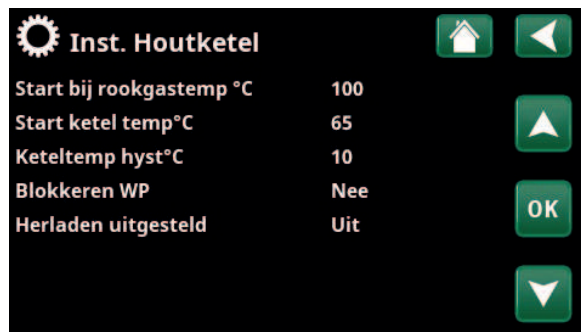 Inst. Houtketel
Start bij rookgastemp °C 100
Start ketel temp°C 65
Keteltemp hyst°C 10
Blokkeren WP Nee
Herladen uitgesteld Uit
OK